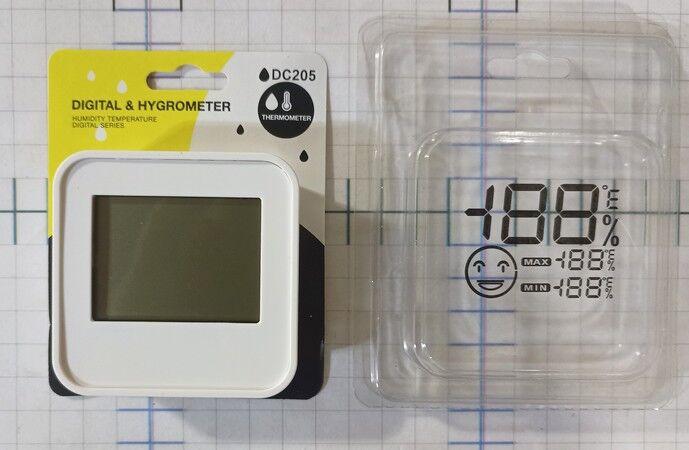 DC205
DIGITAL & HYGROMETER
HUMIDITY TEMPERATURE
DIGITAL SERIES
THERMOMETER
-188°
%
MAX -188°
%
MIN -188°
%